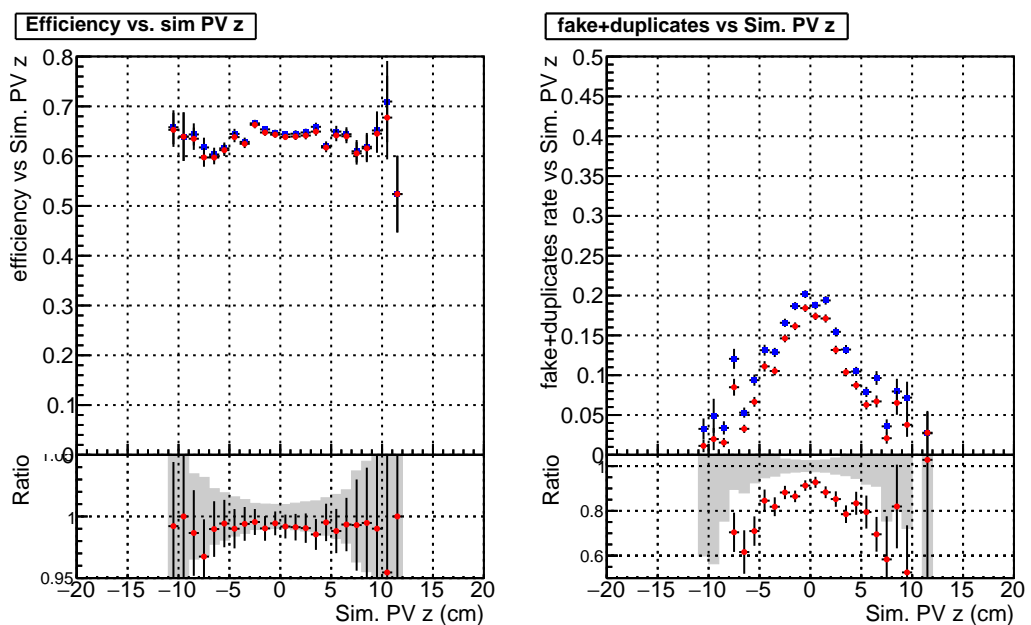 Efficiency vs. sim PV z
efficiency vs Sim. PV z
0.8
0.7
0.6
0.5
0.4
0.3
0.2
0.1
0
Ratio
1
0.95
−20 −15 −10 −5 0 5 10 15 20
Sim. PV z (cm)
fake+duplicates vs Sim. PV z
fake+duplicates rate vs Sim. PV z
0.5
0.45
0.4
0.35
0.3
0.25
0.2
0.15
0.1
0.05
0
Ratio
1
0.8
0.6
−20 −15 −10 −5 0 5 10 15 20
Sim. PV z (cm)